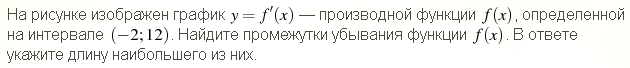 На рисунке изображен график y = f′(x) — производной функции f(x), определенной
на интервале (−2; 12). Найдите промежутки убывания функции f(x). В ответе
укажите длину наибольшего из них.